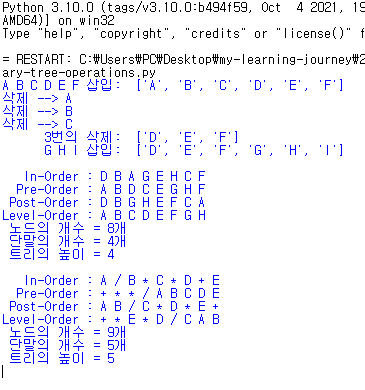 Python 3.10.0 (tags/v3.10.0:b494f59, Oct  4 2021, 19
AMD64)] on win32
Type "help", "copyright", "credits" or "license()" f

= RESTART: C:₩Users₩PC₩Desktop₩my-learning-journey₩2
ary-tree-operations.py
A B C D E F 삽입:  ['A', 'B', 'C', 'D', 'E', 'F']
삭제 --> A
삭제 --> B
삭제 --> C
3번의 삭제:  ['D', 'E', 'F']
G H I 삽입:  ['D', 'E', 'F', 'G', 'H', 'I']

In-Order : D B A G E H C F
Pre-Order : A B D C E G H F
Post-Order : D B G H E F C A
Level-Order : A B C D E F G H
노드의 개수 = 8개
단말의 개수 = 4개
트리의 높이 = 4

In-Order : A / B * C * D + E
Pre-Order : + * * / A B C D E
Post-Order : A B / C * D * E +
Level-Order : + * E * D / C A B
노드의 개수 = 9개
단말의 개수 = 5개
트리의 높이 = 5